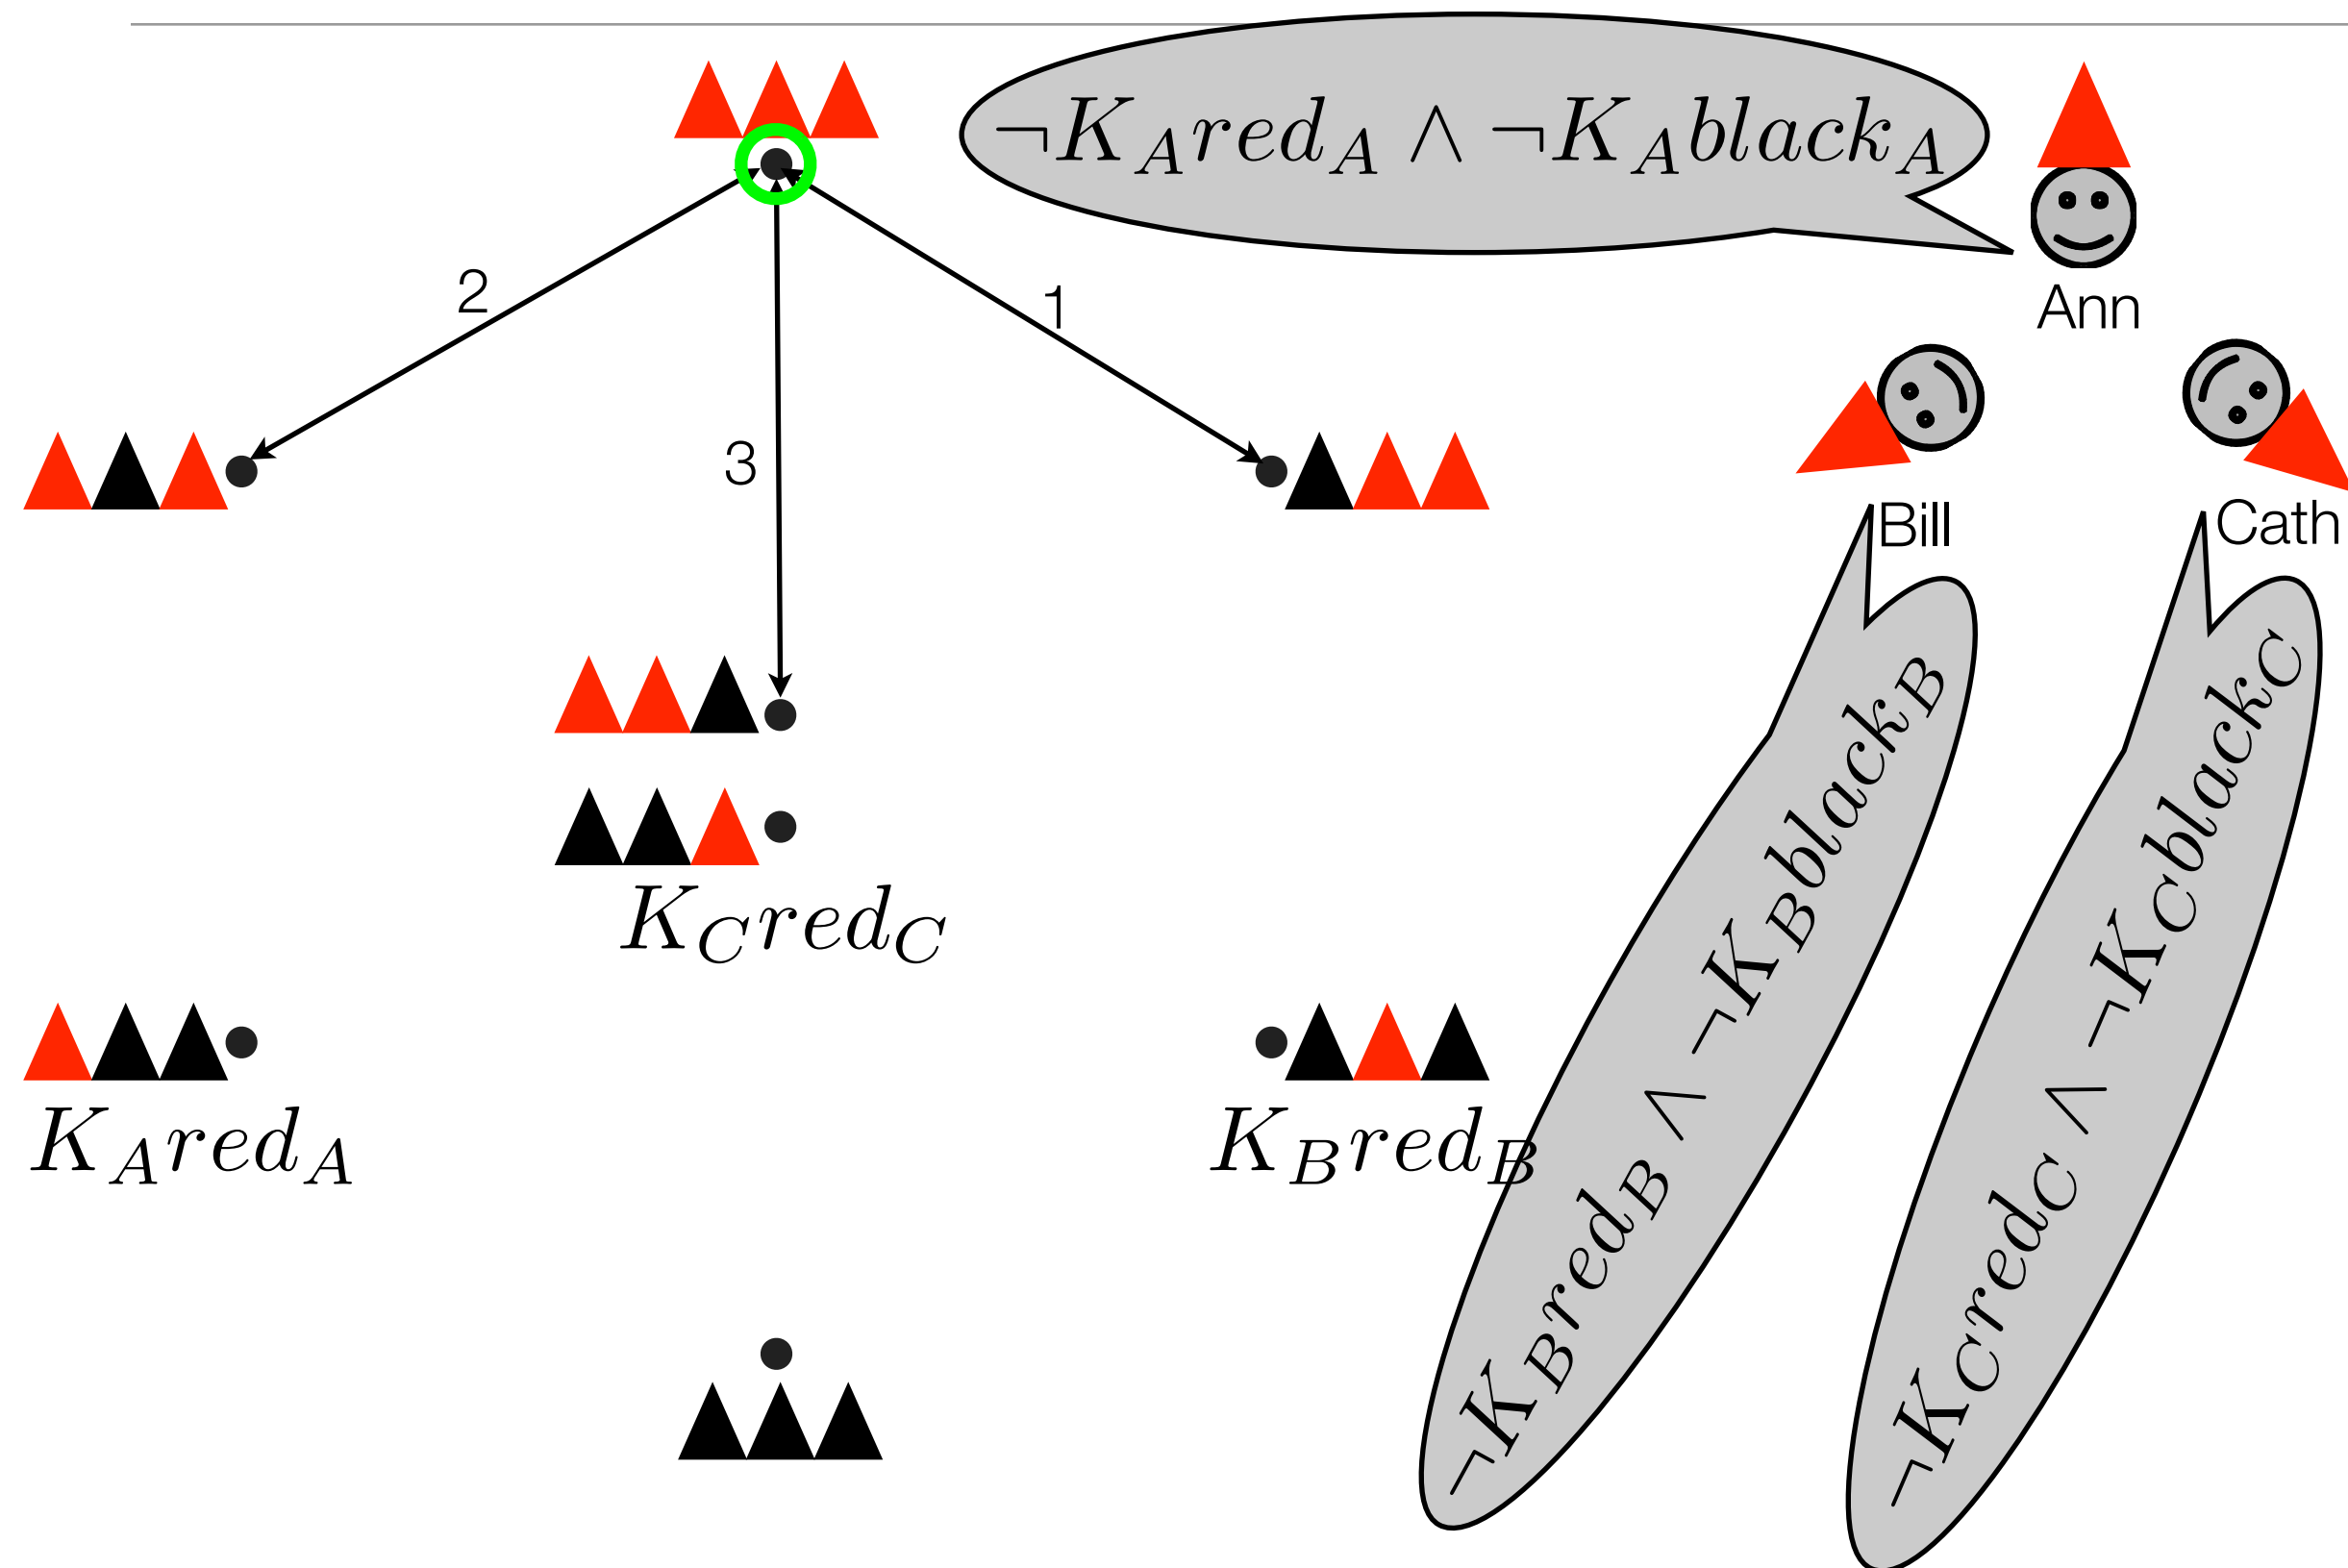 ¬K_A red_A ∧ ¬K_A black_A
Ann
2
1
3
Bill
Cath
K_C red_C
K_A red_A
K_B red_B
¬K_B red_B ∧ ¬K_B black_B
¬K_C red_C ∧ ¬K_C black_C